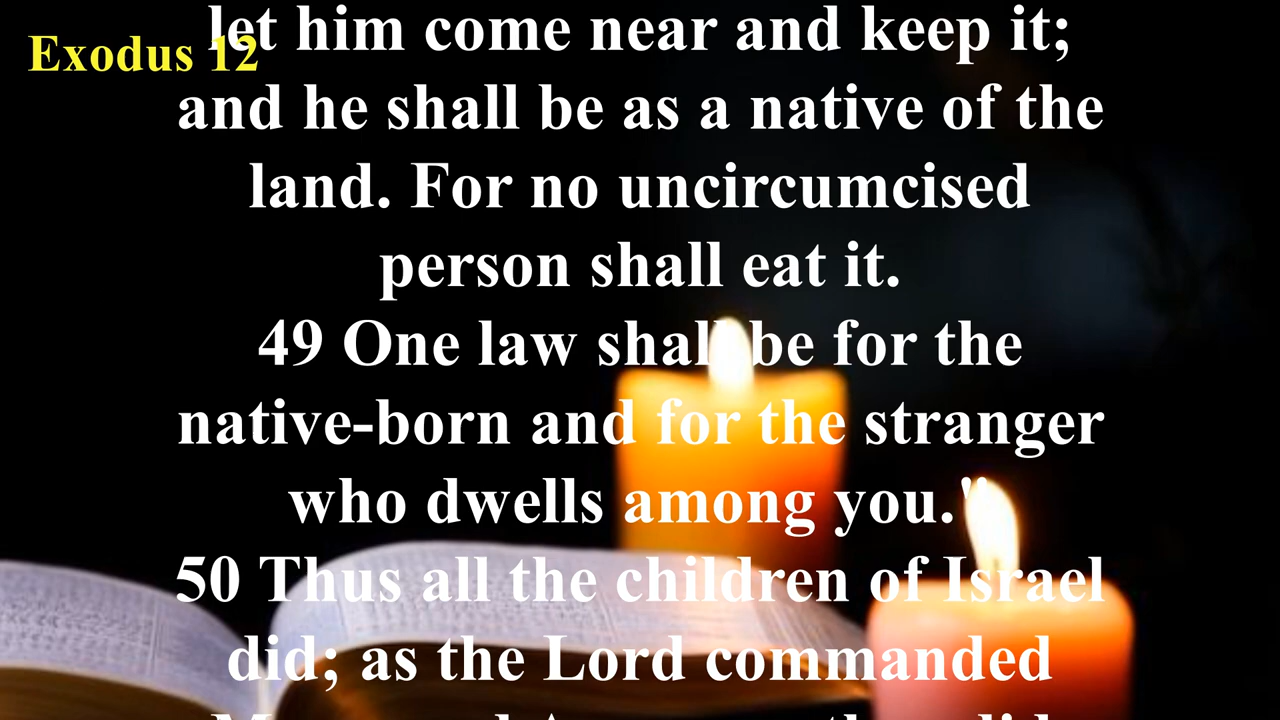 let him come near and keep it;
Exodus 12
and he shall be as a native of the
land. For no uncircumcised
person shall eat it.
49 One law shall be for the
native-born and for the stranger
who dwells among you."
50 Thus all the children of Israel
did; as the Lord commanded